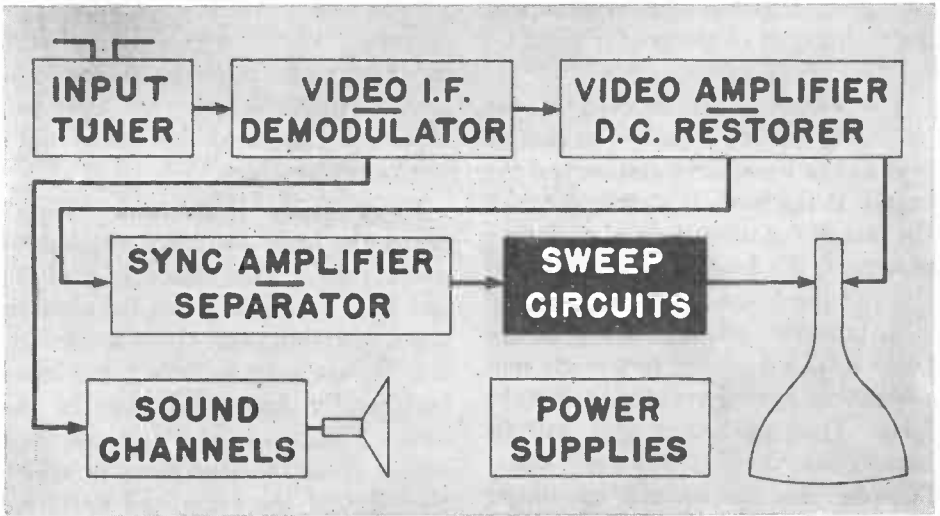 INPUT
TUNER
VIDEO I.F.
DEMODULATOR
VIDEO AMPLIFIER
D.C. RESTORER
SYNC AMPLIFIER
SEPARATOR
SWEEP
CIRCUITS
SOUND
CHANNELS
POWER
SUPPLIES